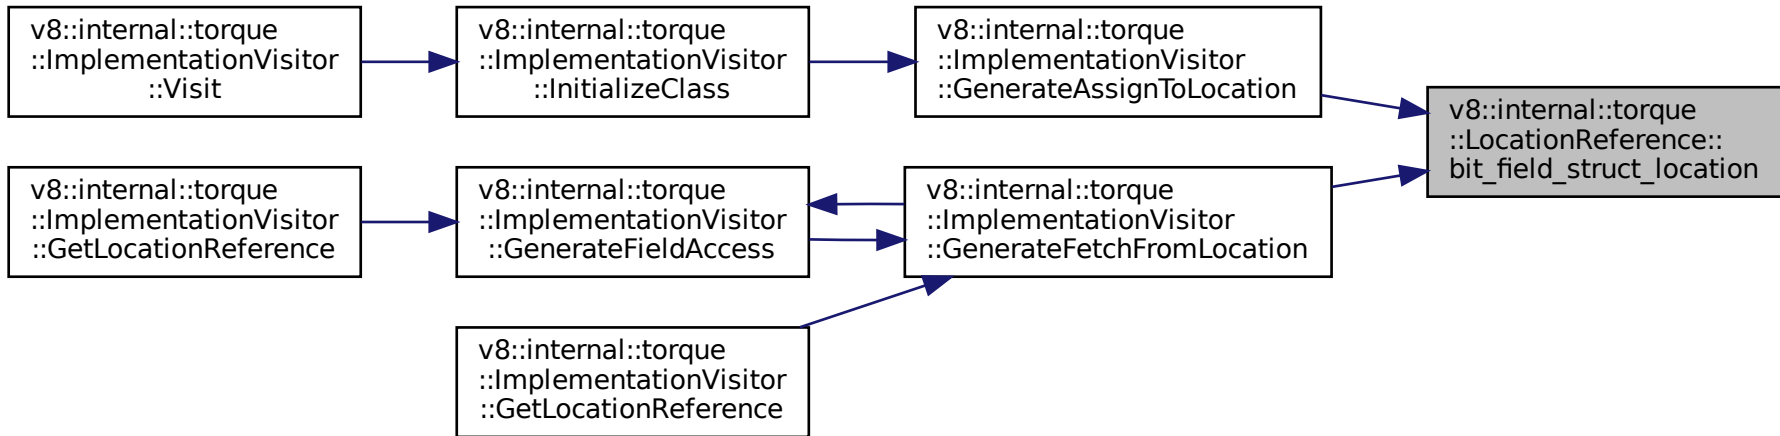 v8::internal::torque
::ImplementationVisitor
::Visit
v8::internal::torque
::ImplementationVisitor
::InitializeClass
v8::internal::torque
::ImplementationVisitor
::GenerateAssignToLocation
v8::internal::torque
::LocationReference::
bit_field_struct_location
v8::internal::torque
::ImplementationVisitor
::GetLocationReference
v8::internal::torque
::ImplementationVisitor
::GenerateFieldAccess
v8::internal::torque
::ImplementationVisitor
::GenerateFetchFromLocation
v8::internal::torque
::ImplementationVisitor
::GetLocationReference